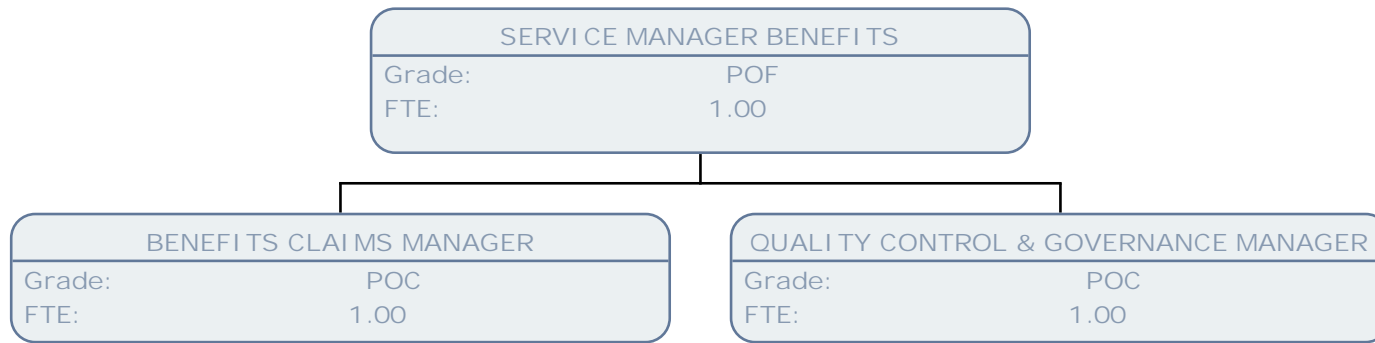 SERVICE MANAGER BENEFITS
Grade: POF
FTE: 1.00
BENEFITS CLAIMS MANAGER
Grade: POC
FTE: 1.00
QUALITY CONTROL & GOVERNANCE MANAGER
Grade: POC
FTE: 1.00